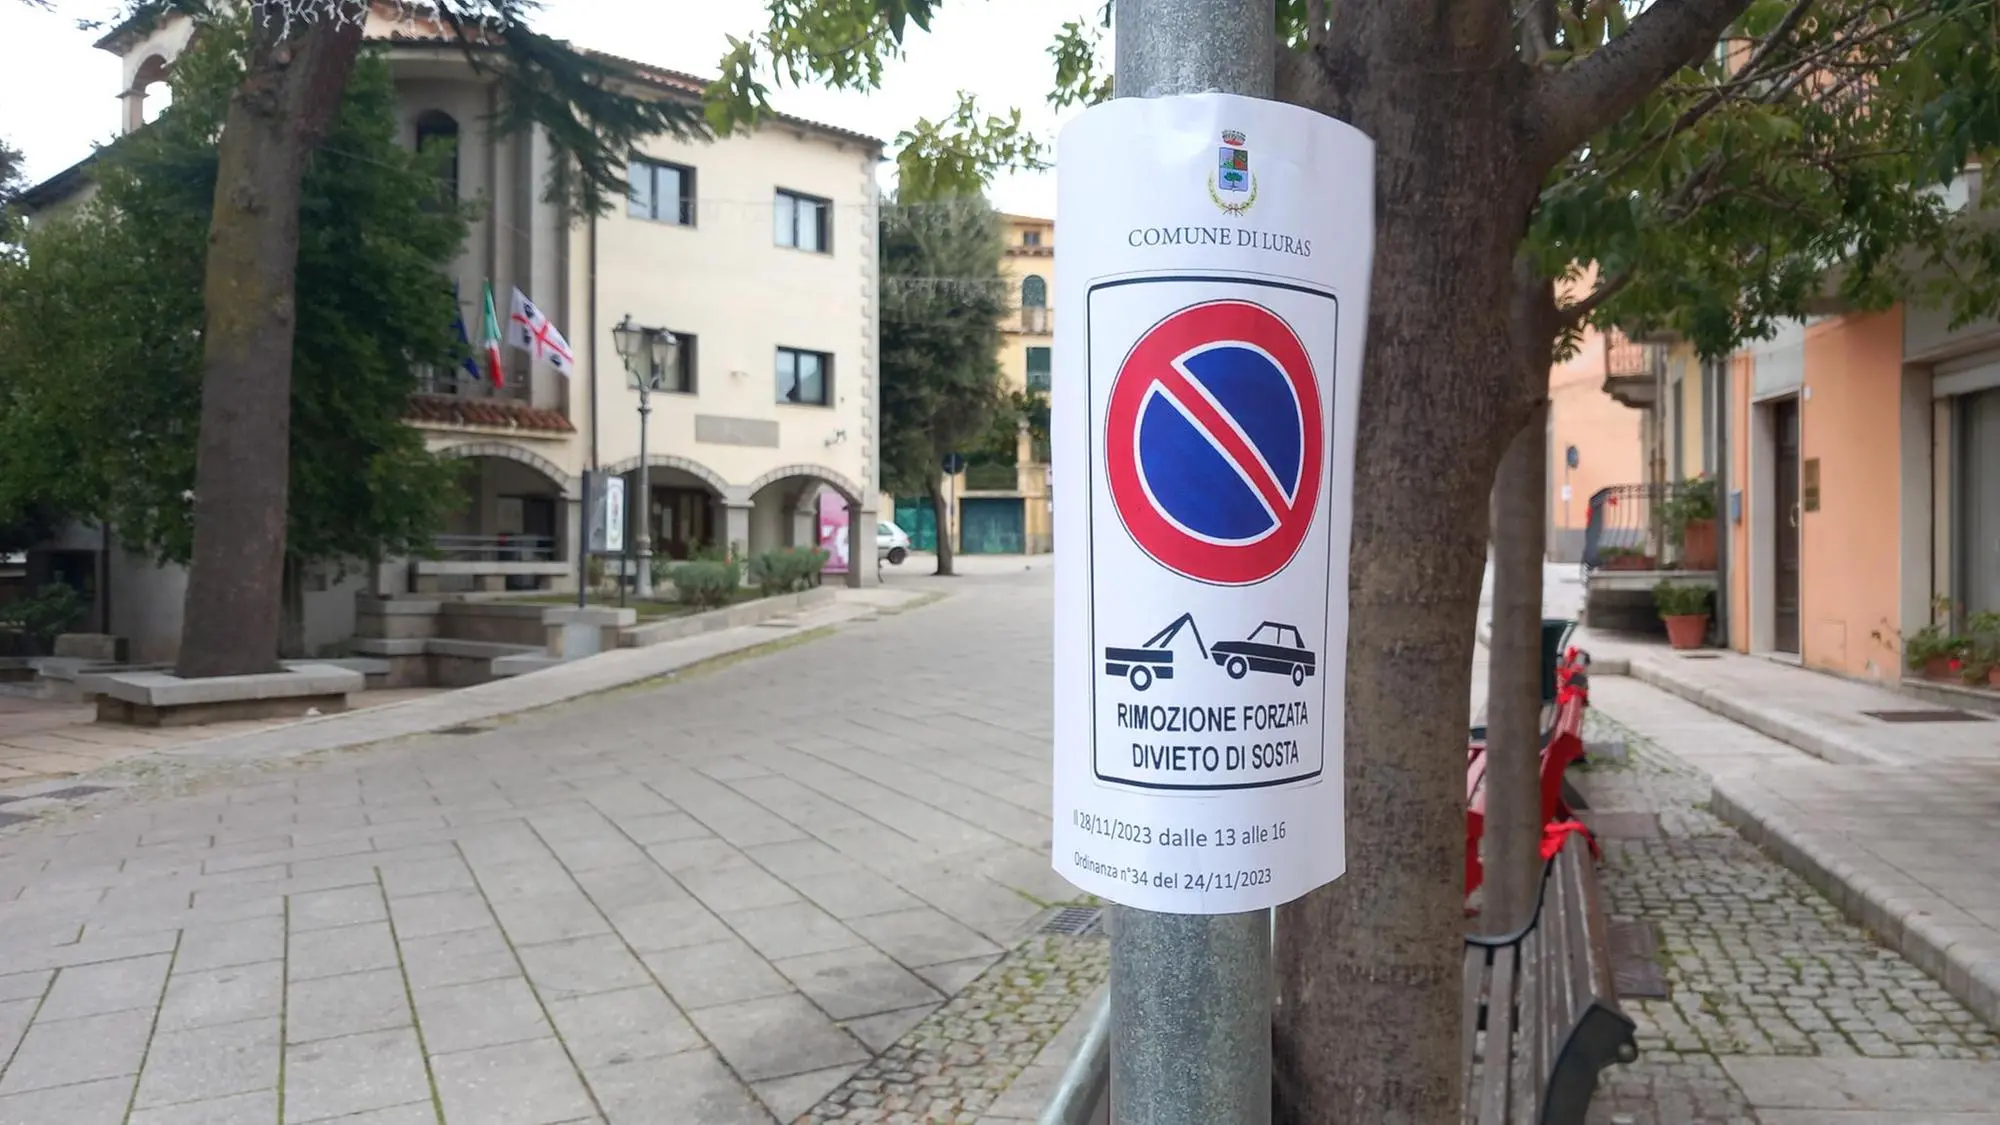 COMUNE DI LURAS
RIMOZIONE FORZATA
DIVIETO DI SOSTA
Il 28/11/2023 dalle 13 alle 16
Ordinanza n°34 del 24/11/2023